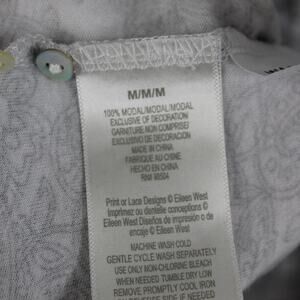 M/M/M
100% MODAL/MODAL/MODAL
EXCLUSIVE OF DECORATION/
GARNITURE NON COMPRISE/
EXCLUSIVO DE DECORACIÓN
MADE IN CHINA
FABRIQUE AU CHINE
HECHO EN CHINA
RN# 88504
Print or Lace Designs © Eileen West
Imprimez ou dentelle conceptions ©
Eileen West Diseños de impresión o de
encaje © Eileen West
MACHINE WASH COLD
GENTLE CYCLE WASH SEPARATELY
USE ONLY NON-CHLORINE BLEACH
WHEN NEEDED TUMBLE DRY LOW
REMOVE PROMPTLY COOL IRON